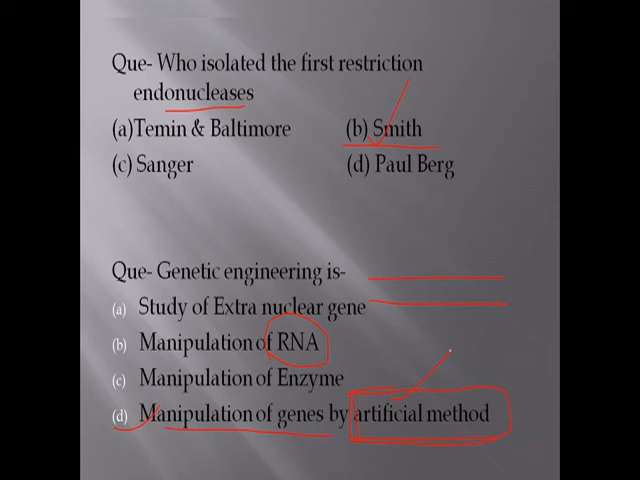 Que- Who isolated the first restriction
endonucleases
(a)Temin & Baltimore (b) Smith
(c) Sanger (d) Paul Berg
Que- Genetic engineering is-
(a) Study of Extra nuclear gene
(b) Manipulation of RNA
(c) Manipulation of Enzyme
(d) Manipulation of genes by artificial method